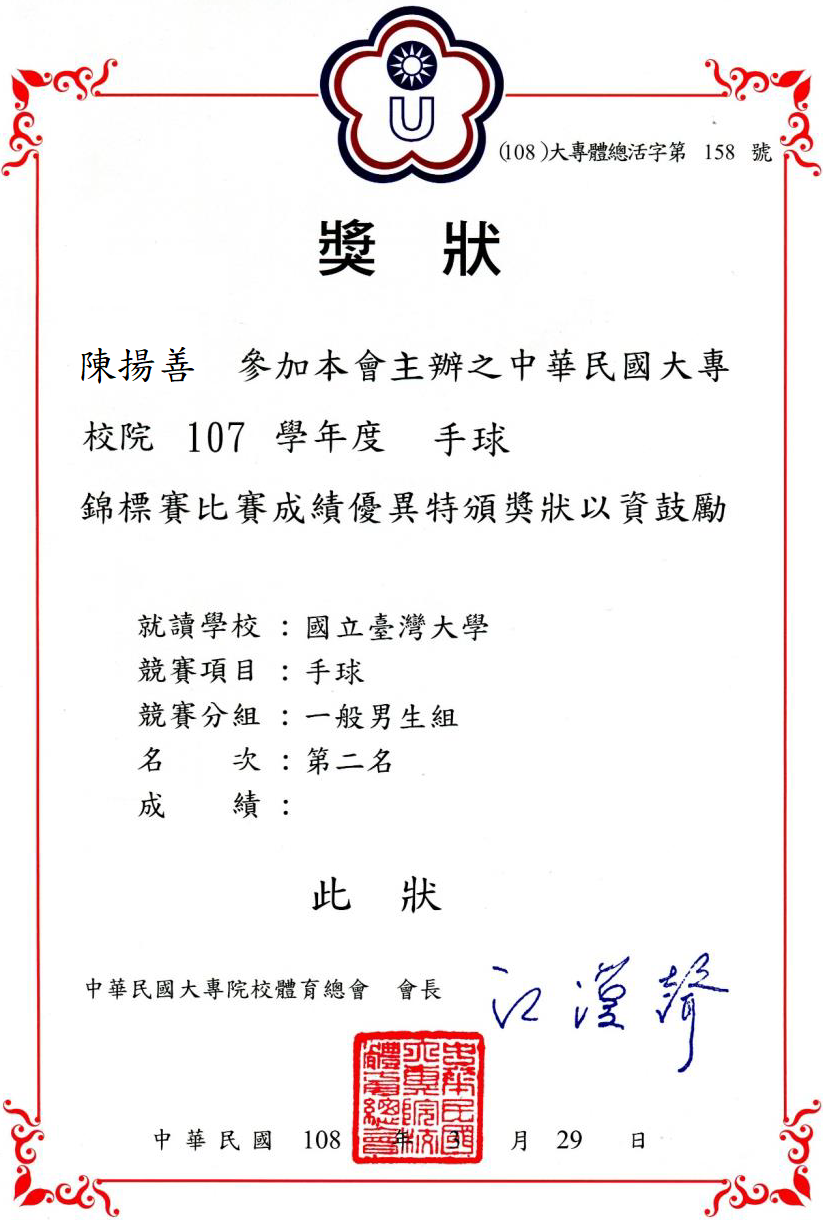 U
(108)大專體總活字第 158 號
獎 狀
陳揚善 參加本會主辦之中華民國大專
校院 107 學年度 手球
錦標賽比賽成績優異特頒獎狀以資鼓勵
就讀學校：國立臺灣大學
競賽項目：手球
競賽分組：一般男生組
名 次：第二名
成 績：
此 狀
中華民國大專院校體育總會 會長 江漢聲
中華民國大專院校體育總會
中華民國 108 年 3 月 29 日